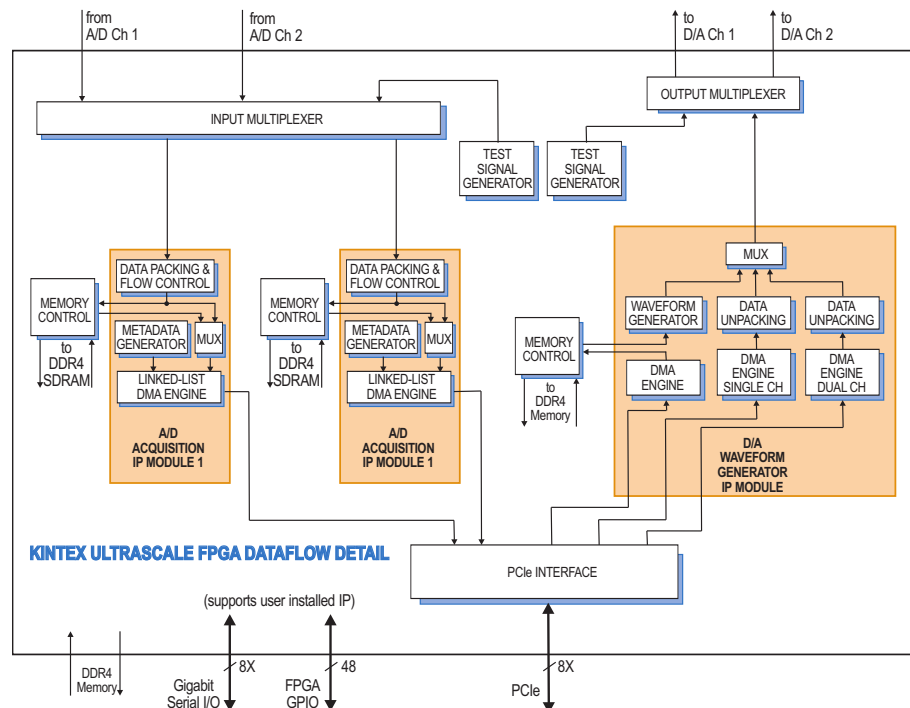 from
A/D Ch 1
from
A/D Ch 2
to
D/A Ch 1
to
D/A Ch 2
INPUT MULTIPLEXER
OUTPUT MULTIPLEXER
TEST
SIGNAL
GENERATOR
TEST
SIGNAL
GENERATOR
DATA PACKING &
FLOW CONTROL
MEMORY
CONTROL
METADATA
GENERATOR
MUX
to
DDR4
SDRAM
LINKED-LIST
DMA ENGINE
A/D
ACQUISITION
IP MODULE 1
DATA PACKING &
FLOW CONTROL
MEMORY
CONTROL
METADATA
GENERATOR
MUX
to
DDR4
SDRAM
LINKED-LIST
DMA ENGINE
A/D
ACQUISITION
IP MODULE 1
MUX
WAVEFORM
GENERATOR
DATA
UNPACKING
DATA
UNPACKING
MEMORY
CONTROL
to
DDR4
Memory
DMA
ENGINE
DMA
ENGINE
SINGLE CH
DMA
ENGINE
DUAL CH
D/A
WAVEFORM
GENERATOR
IP MODULE
KINTEX ULTRASCALE FPGA DATAFLOW DETAIL
PCIe INTERFACE
(supports user installed IP)
DDR4
Memory
8X
Gigabit
Serial I/O
48
FPGA
GPIO
8X
PCIe